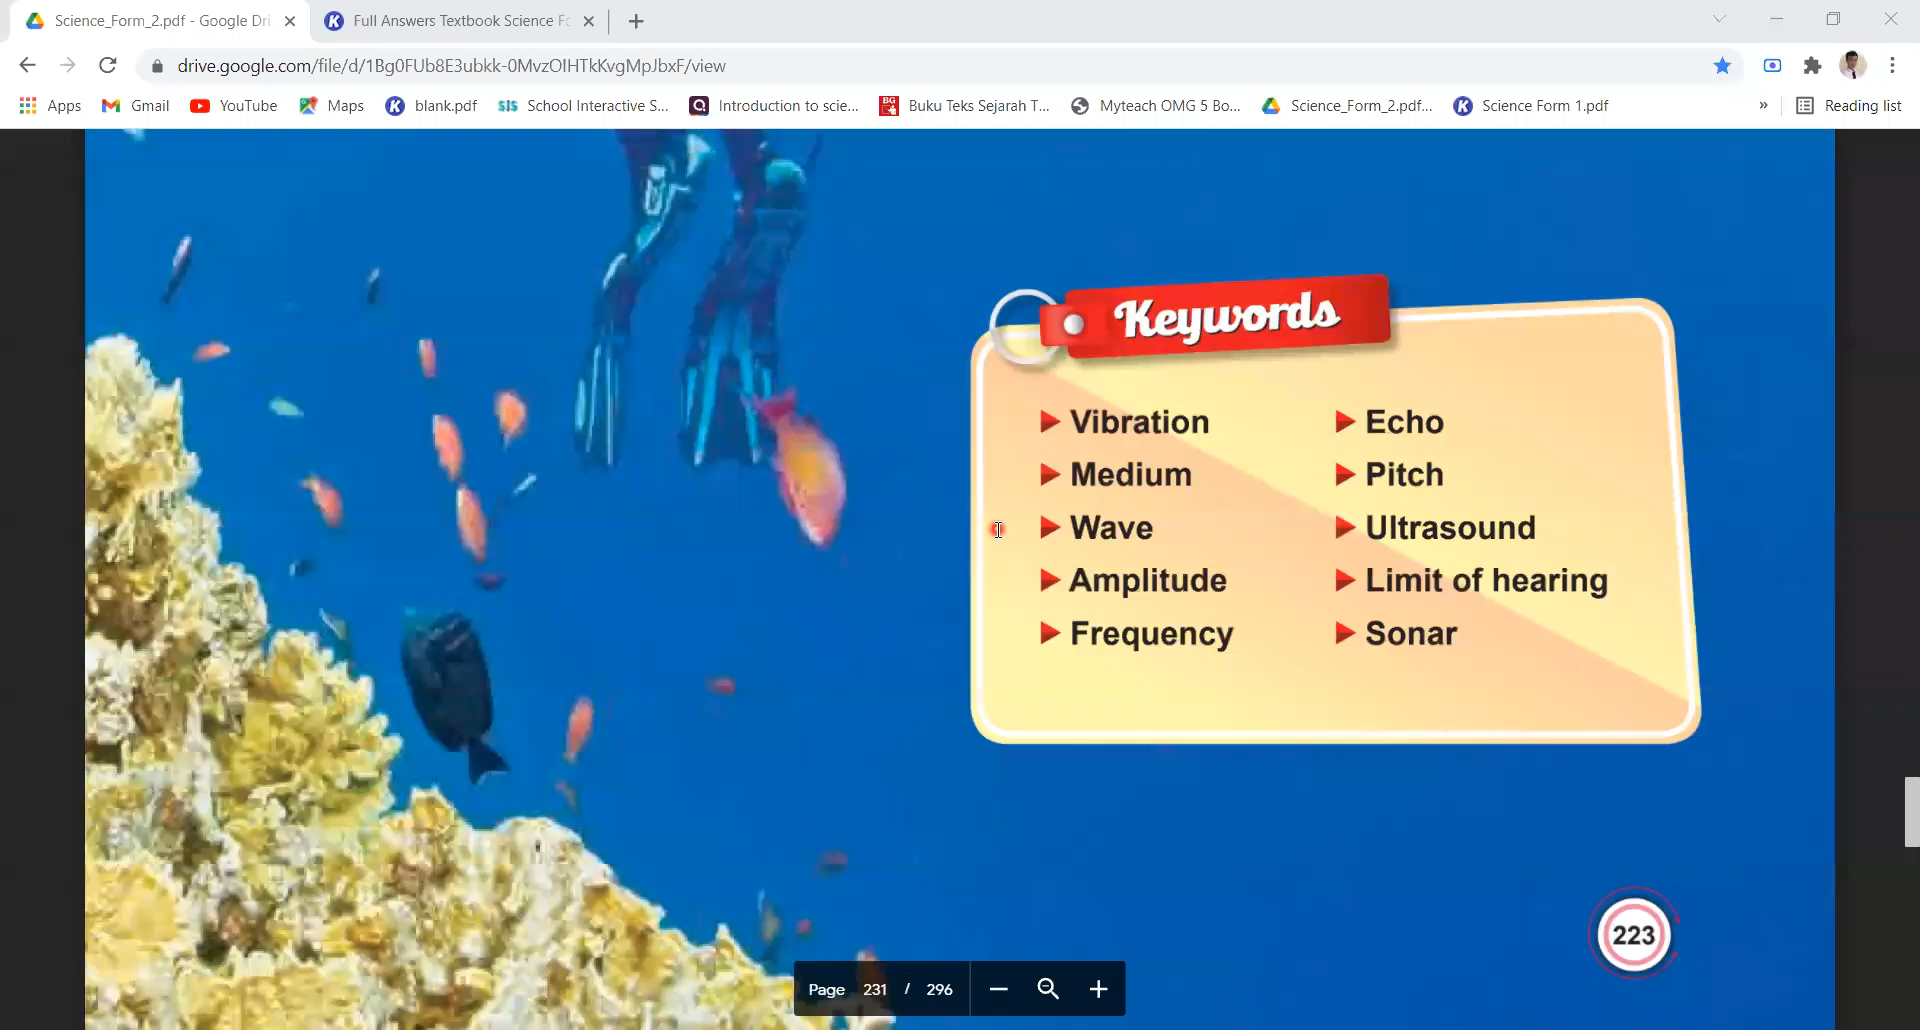 Science_Form_2.pdf - Google Dri
Full Answers Textbook Science Fo
drive.google.com/file/d/1Bg0FUb8E3ubkk-0MvzOIHTkKvgMpJbxF/view
Apps
Gmail
YouTube
Maps
blank.pdf
SIS
School Interactive S...
Introduction to scie...
BG
Buku Teks Sejarah T...
Myteach OMG 5 Bo...
Science_Form_2.pdf...
Science Form 1.pdf
»
Reading list
Keywords
Vibration
Echo
Medium
Pitch
Wave
Ultrasound
Amplitude
Limit of hearing
Frequency
Sonar
223
Page 231 / 296